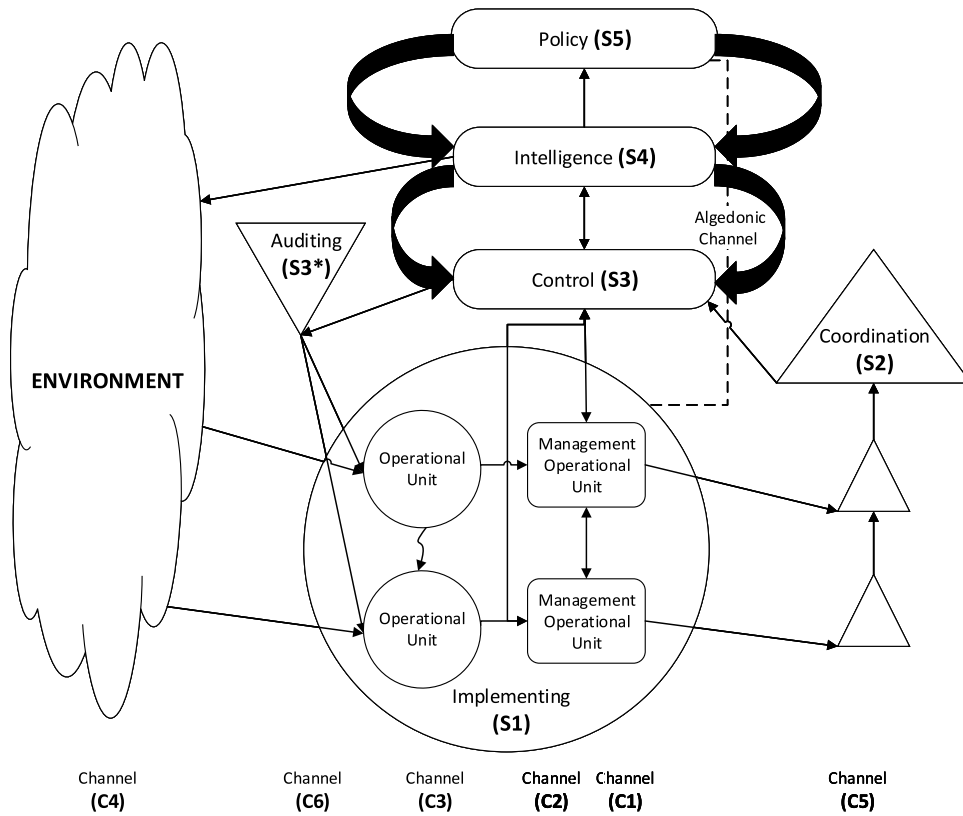 Policy (S5)
Intelligence (S4)
Algedonic
Channel
Auditing
(S3*)
Control (S3)
Coordination
(S2)
ENVIRONMENT
Operational
Unit
Management
Operational
Unit
Operational
Unit
Management
Operational
Unit
Implementing
(S1)
Channel
(C4)
Channel
(C6)
Channel
(C3)
Channel
(C2)
Channel
(C1)
Channel
(C5)